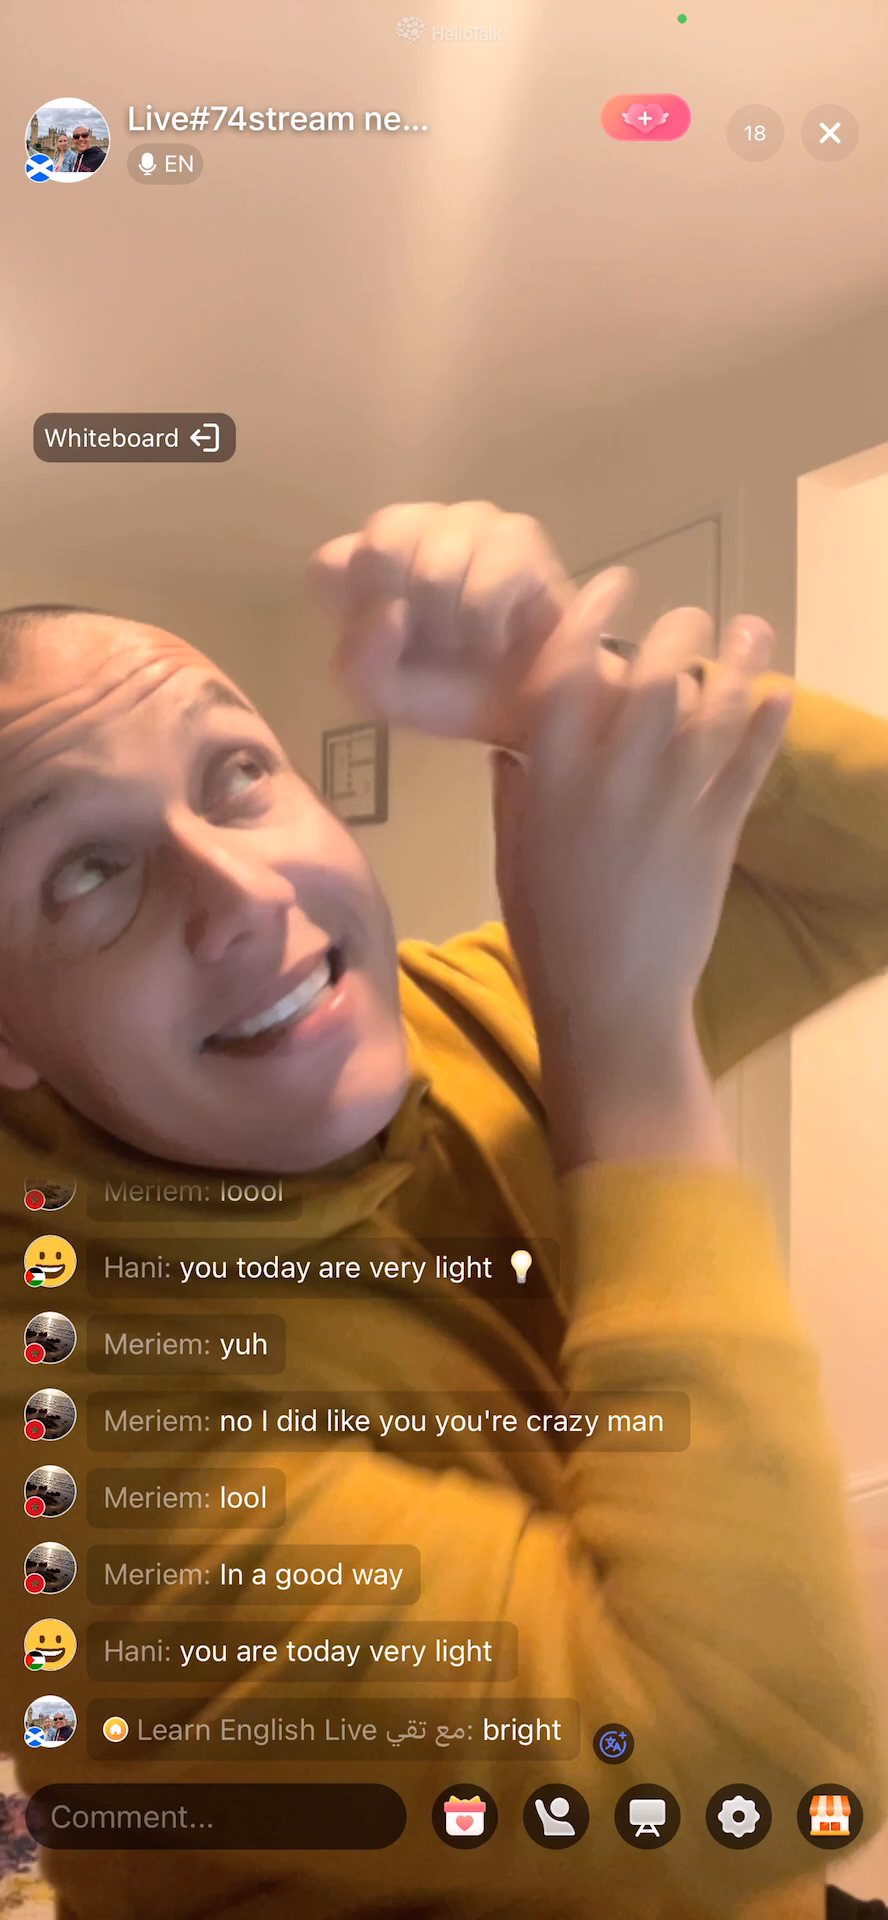 HelloTalk
Live#74stream ne...
EN
18
Whiteboard
Meriem: loool
Hani: you today are very light 💡
Meriem: yuh
Meriem: no I did like you you're crazy man
Meriem: lool
Meriem: In a good way
Hani: you are today very light
Learn English Live مع تقي: bright
Comment...